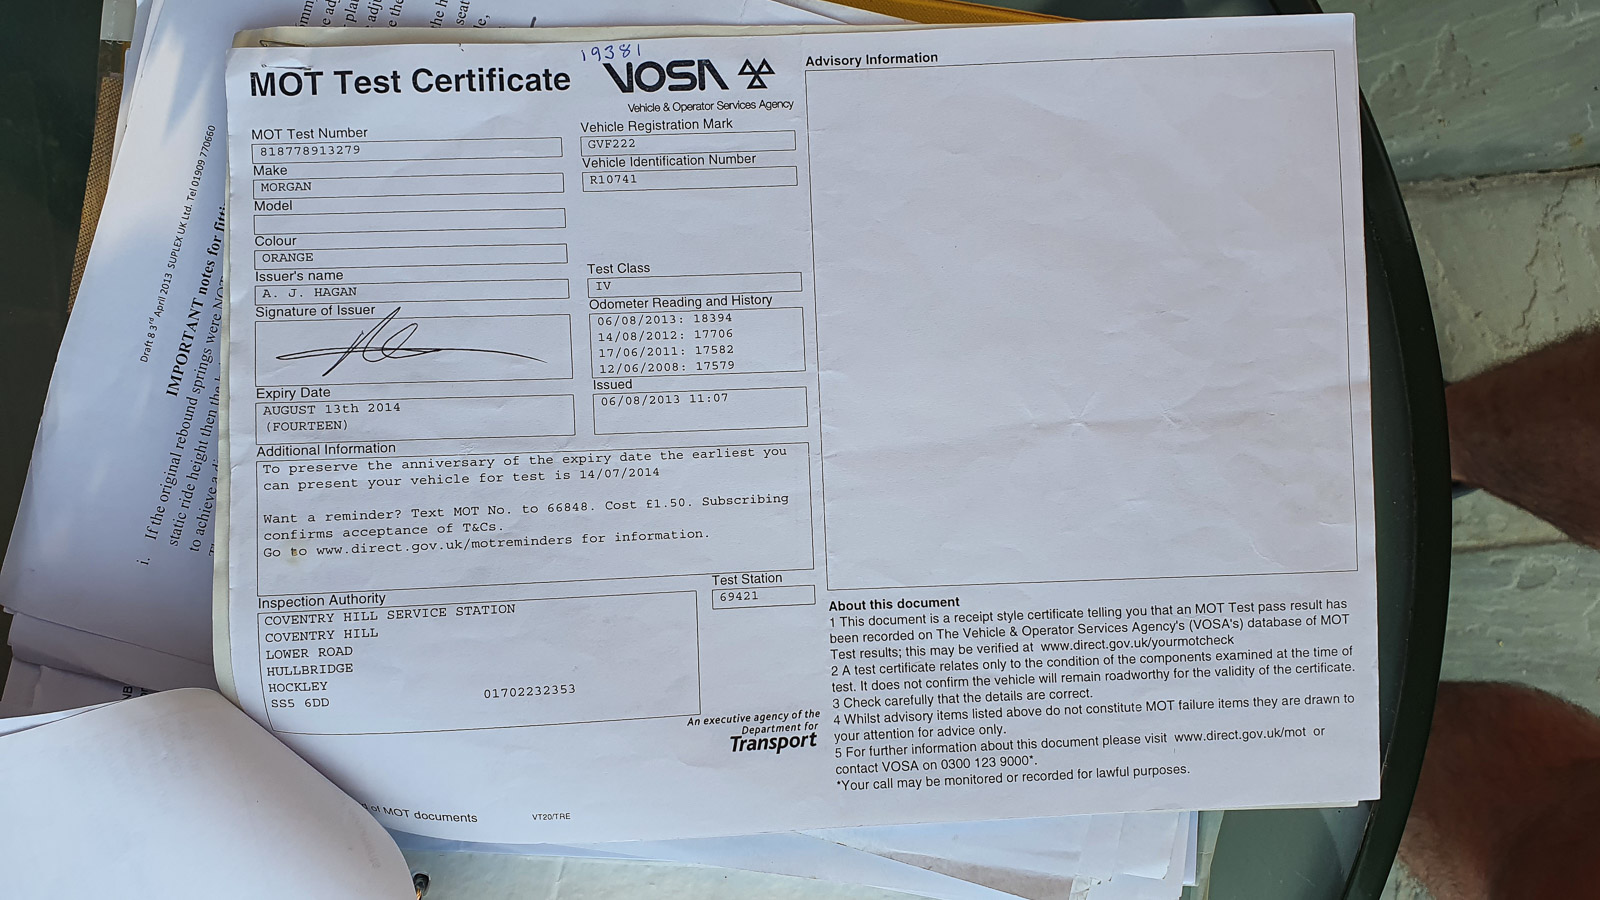 19381
MOT Test Certificate
VOSA
Vehicle & Operator Services Agency
MOT Test Number
818778913279
Make
MORGAN
Model
Colour
ORANGE
Issuer's name
A. J. HAGAN
Signature of Issuer
Expiry Date
AUGUST 13th 2014
(FOURTEEN)
Vehicle Registration Mark
GVF222
Vehicle Identification Number
R10741
Test Class
IV
Odometer Reading and History
06/08/2013: 18394
14/08/2012: 17706
17/06/2011: 17582
12/06/2008: 17579
Issued
06/08/2013 11:07
Additional Information
To preserve the anniversary of the expiry date the earliest you
can present your vehicle for test is 14/07/2014
Want a reminder? Text MOT No. to 66848. Cost £1.50. Subscribing
confirms acceptance of T&Cs.
Go to www.direct.gov.uk/motreminders for information.
Inspection Authority
COVENTRY HILL SERVICE STATION
COVENTRY HILL
LOWER ROAD
HULLBRIDGE
HOCKLEY
SS5 6DD
01702232353
Test Station
69421
An executive agency of the
Department for
Transport
of MOT documents
VT20/TRE
Advisory Information
About this document
1 This document is a receipt style certificate telling you that an MOT Test pass result has
been recorded on The Vehicle & Operator Services Agency's (VOSA's) database of MOT
Test results; this may be verified at www.direct.gov.uk/yourmotcheck
2 A test certificate relates only to the condition of the components examined at the time of
test. It does not confirm the vehicle will remain roadworthy for the validity of the certificate.
3 Check carefully that the details are correct.
4 Whilst advisory items listed above do not constitute MOT failure items they are drawn to
your attention for advice only.
5 For further information about this document please visit www.direct.gov.uk/mot or
contact VOSA on 0300 123 9000*.
*Your call may be monitored or recorded for lawful purposes.
Draft 8 3rd April 2013 SUPLEX UK Ltd. Tel 01909 770660
IMPORTANT notes for
i. If the original rebound springs were
static ride height then the
to achieve a